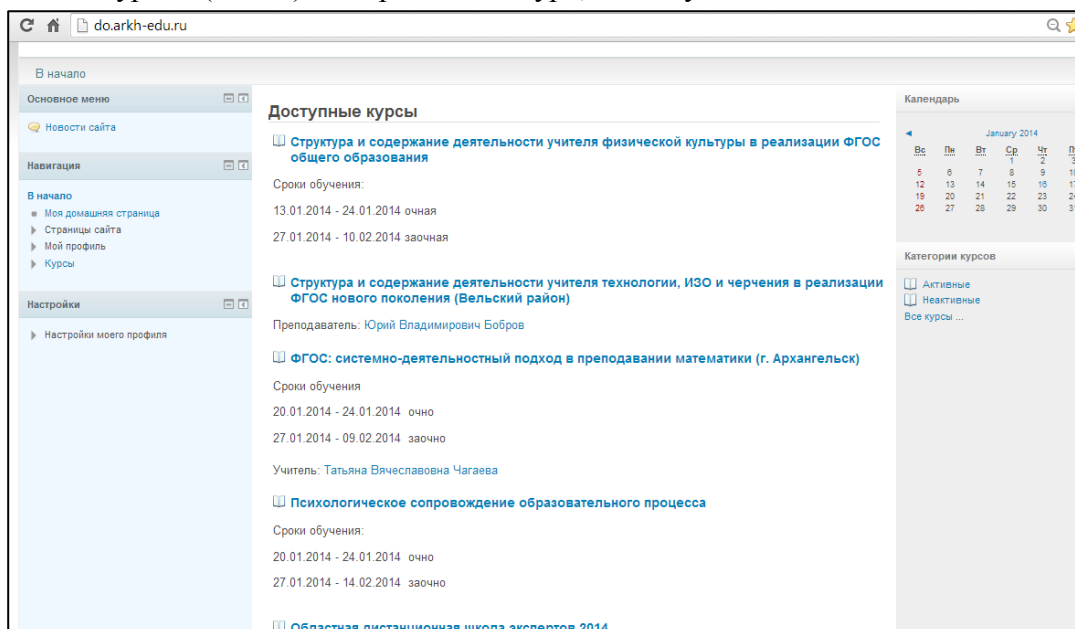 do.arkh-edu.ru
В начало
Основное меню
Новости сайта
Навигация
В начало
Моя домашняя страница
Страницы сайта
Мой профиль
Курсы
Настройки
Настройки моего профиля
Доступные курсы
Структура и содержание деятельности учителя физической культуры в реализации ФГОС
общего образования
Сроки обучения:
13.01.2014 - 24.01.2014 очная
27.01.2014 - 10.02.2014 заочная
Структура и содержание деятельности учителя технологии, ИЗО и черчения в реализации
ФГОС нового поколения (Вельский район)
Преподаватель: Юрий Владимирович Бобров
ФГОС: системно-деятельностный подход в преподавании математики (г. Архангельск)
Сроки обучения
20.01.2014 - 24.01.2014 очно
27.01.2014 - 09.02.2014 заочно
Учитель: Татьяна Вячеславовна Чагаева
Психологическое сопровождение образовательного процесса
Сроки обучения:
20.01.2014 - 24.01.2014 очно
27.01.2014 - 14.02.2014 заочно
Областная дистанционная школа экспертов 2014
Календарь
January 2014
Вс Пн Вт Ср Чт
1 2
5 6 7 8 9
12 13 14 15 16
19 20 21 22 23
26 27 28 29 30
Категории курсов
Активные
Неактивные
Все курсы ...